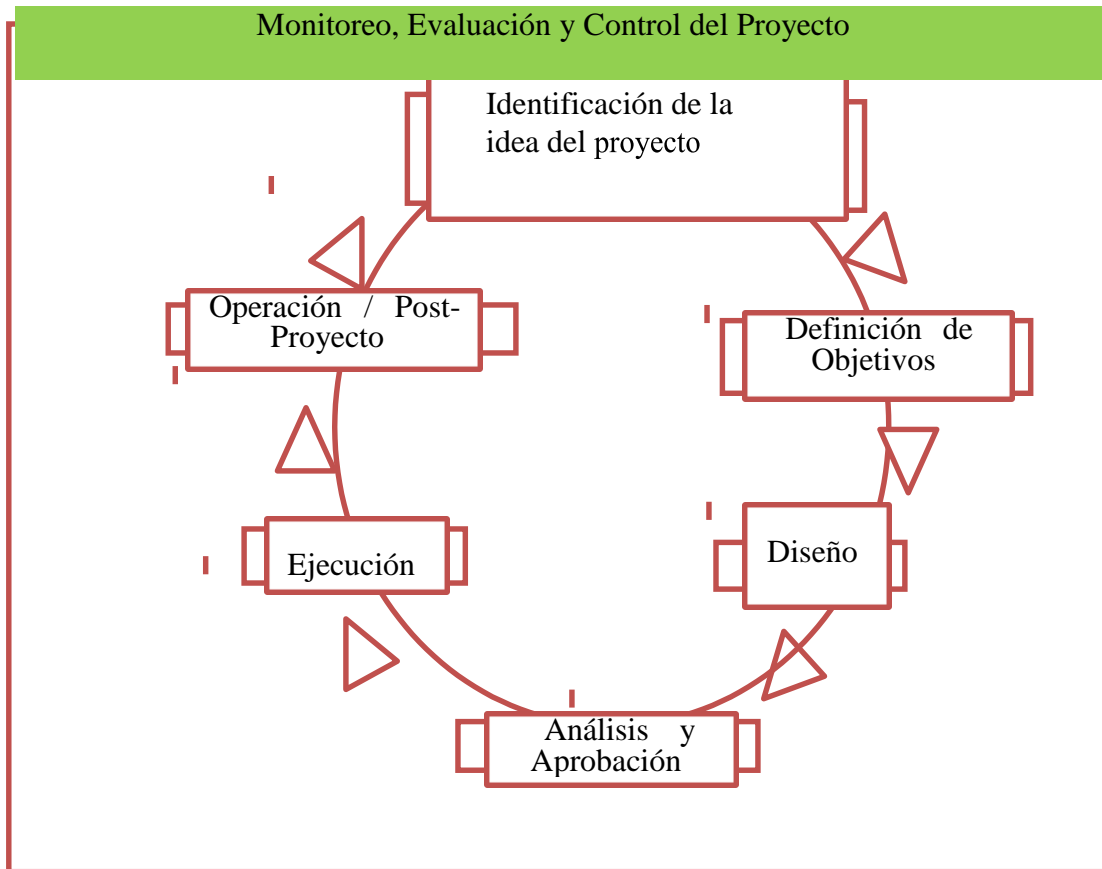 Monitoreo, Evaluación y Control del Proyecto
Identificación de la
idea del proyecto
Definición de
Objetivos
Diseño
Análisis y
Aprobación
Ejecución
Operación / Post-
Proyecto